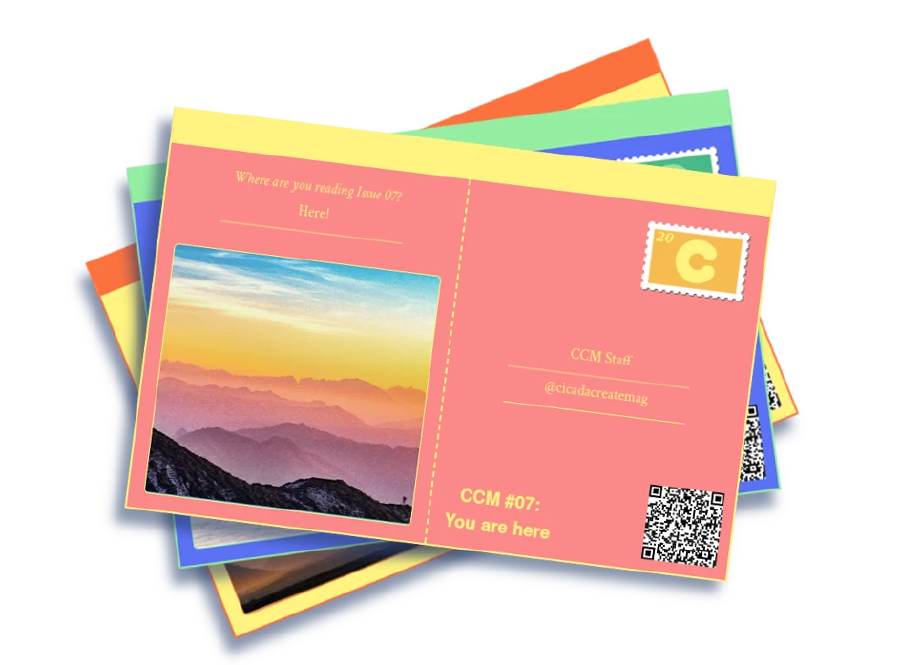 Where are you reading Issue 07?
Here!
20
C
CCM Staff
@cicadacreatemag
CCM #07:
You are here